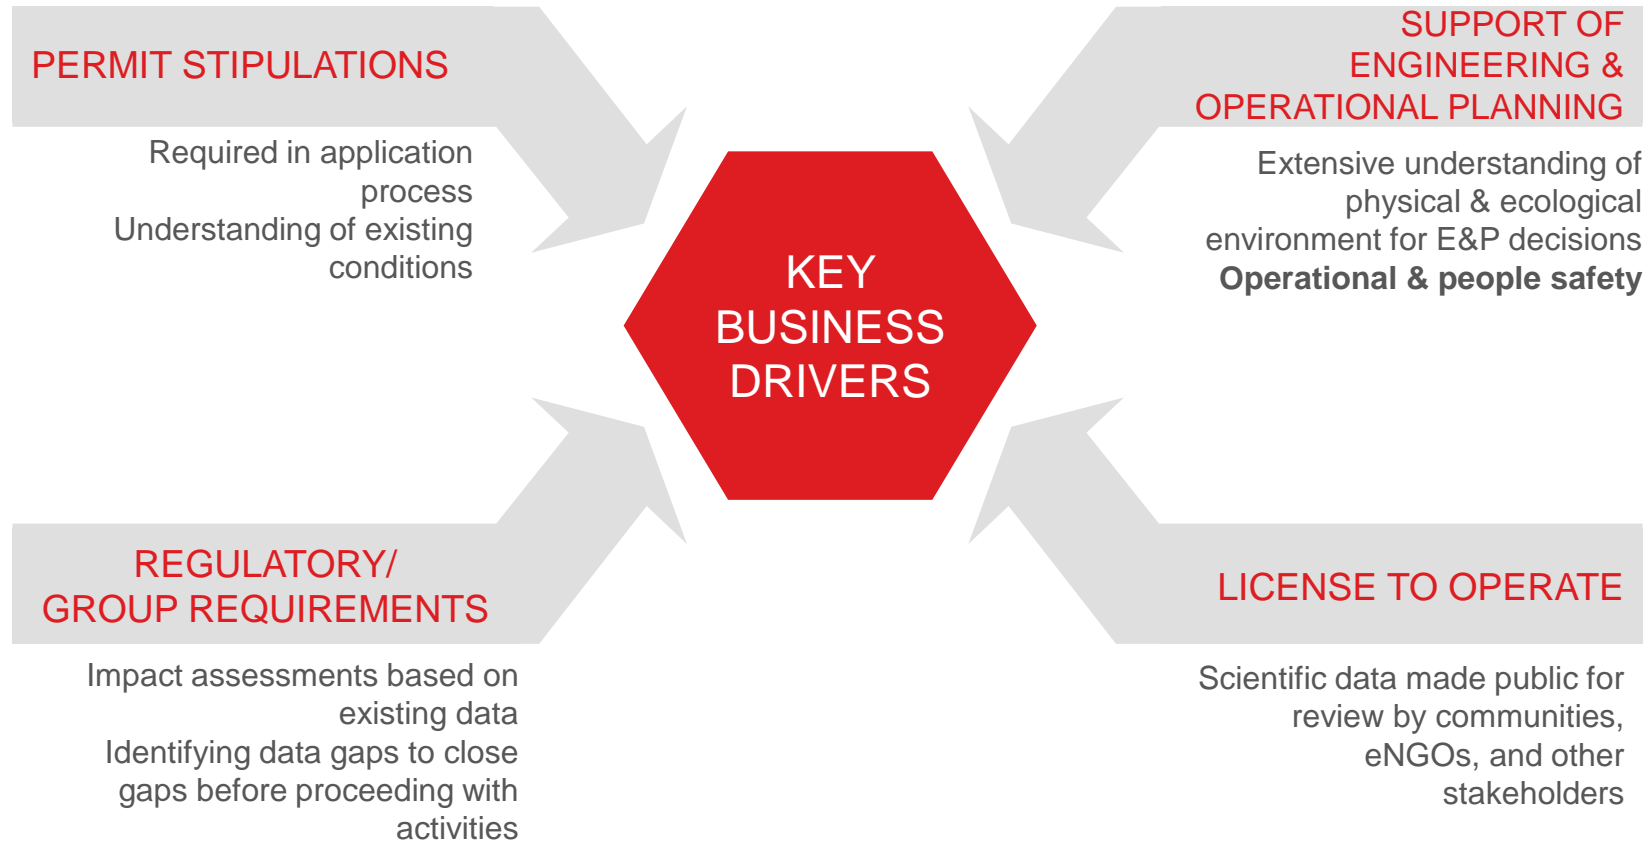 PERMIT STIPULATIONS
Required in application
process
Understanding of existing
conditions
SUPPORT OF
ENGINEERING &
OPERATIONAL PLANNING
Extensive understanding of
physical & ecological
environment for E&P decisions
Operational & people safety
KEY
BUSINESS
DRIVERS
REGULATORY/
GROUP REQUIREMENTS
Impact assessments based on
existing data
Identifying data gaps to close
gaps before proceeding with
activities
LICENSE TO OPERATE
Scientific data made public for
review by communities,
eNGOs, and other
stakeholders